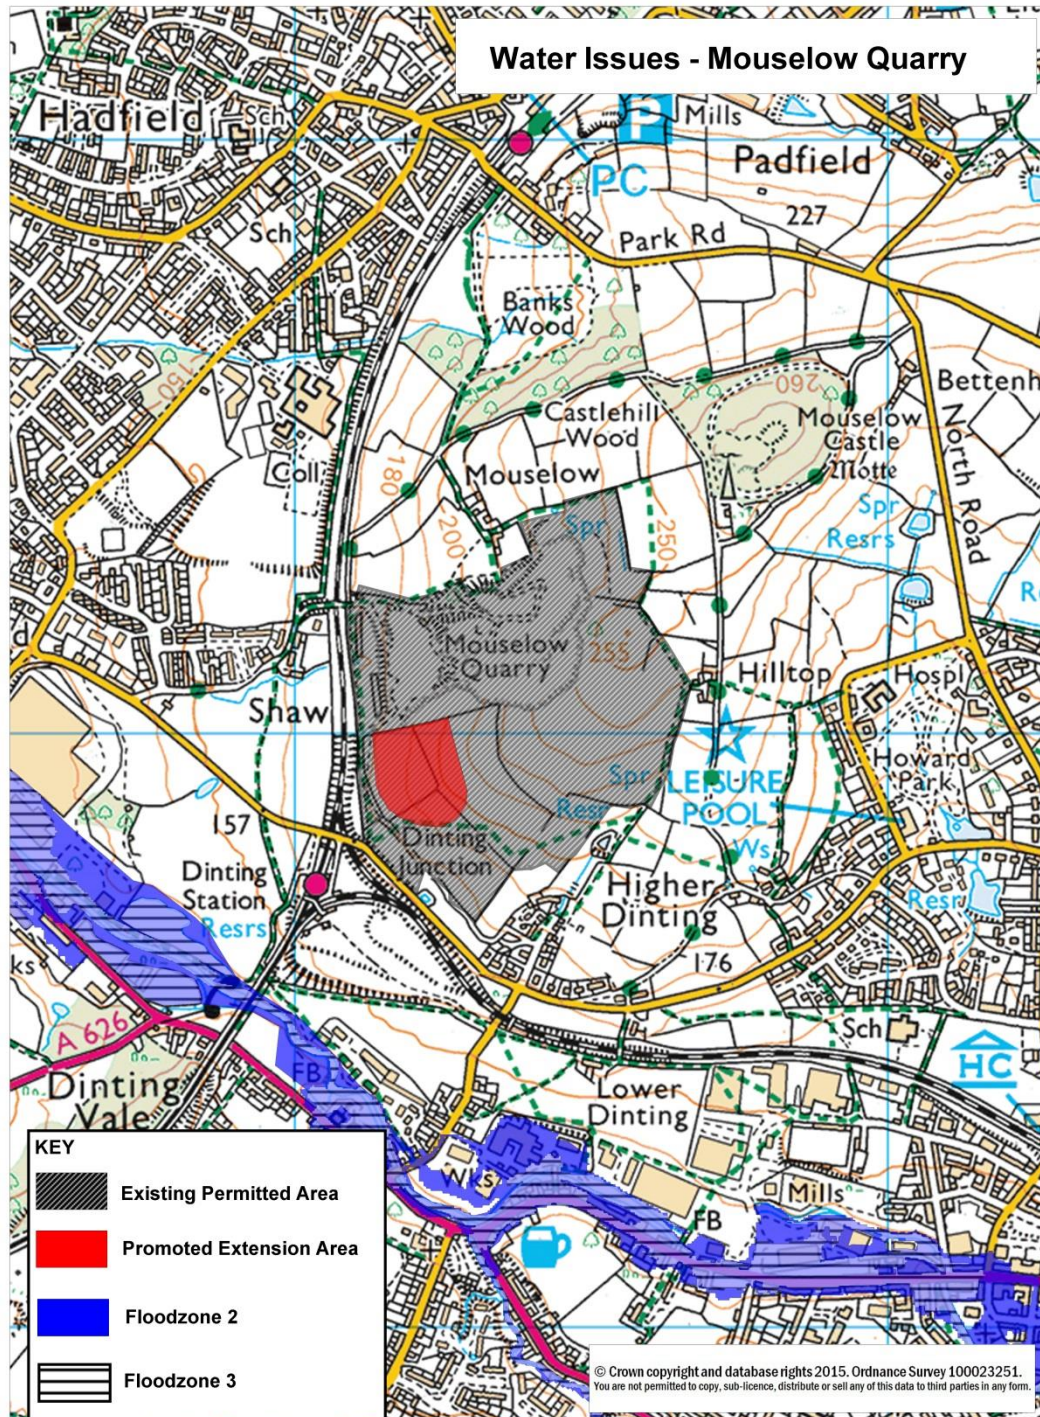 Water Issues - Mouselow Quarry
Hadfield
Sch
P
Mills
PC
Padfield
227
Sch
Park Rd
Banks
Wood
150
260
Bettenh
Castlehill
Wood
Mouselow
Castle
Motte
North Road
Coll
180
Mouselow
200
Spr
250
Spr
Resrs
Mouselow
Quarry
255
Hilltop
Hospl
Shaw
Howard
Park
Spr
LEISURE
POOL
Resr
157
Dinting
Junction
Ws
Dinting
Station
Resrs
Higher
Dinting
Resr
176
ks
A 626
Sch
HC
FB
Dinting
Vale
Lower
Dinting
Wks
Mills
FB
KEY
Existing Permitted Area
Promoted Extension Area
Floodzone 2
Floodzone 3
© Crown copyright and database rights 2015. Ordnance Survey 100023251.
You are not permitted to copy, sub-licence, distribute or sell any of this data to third parties in any form.